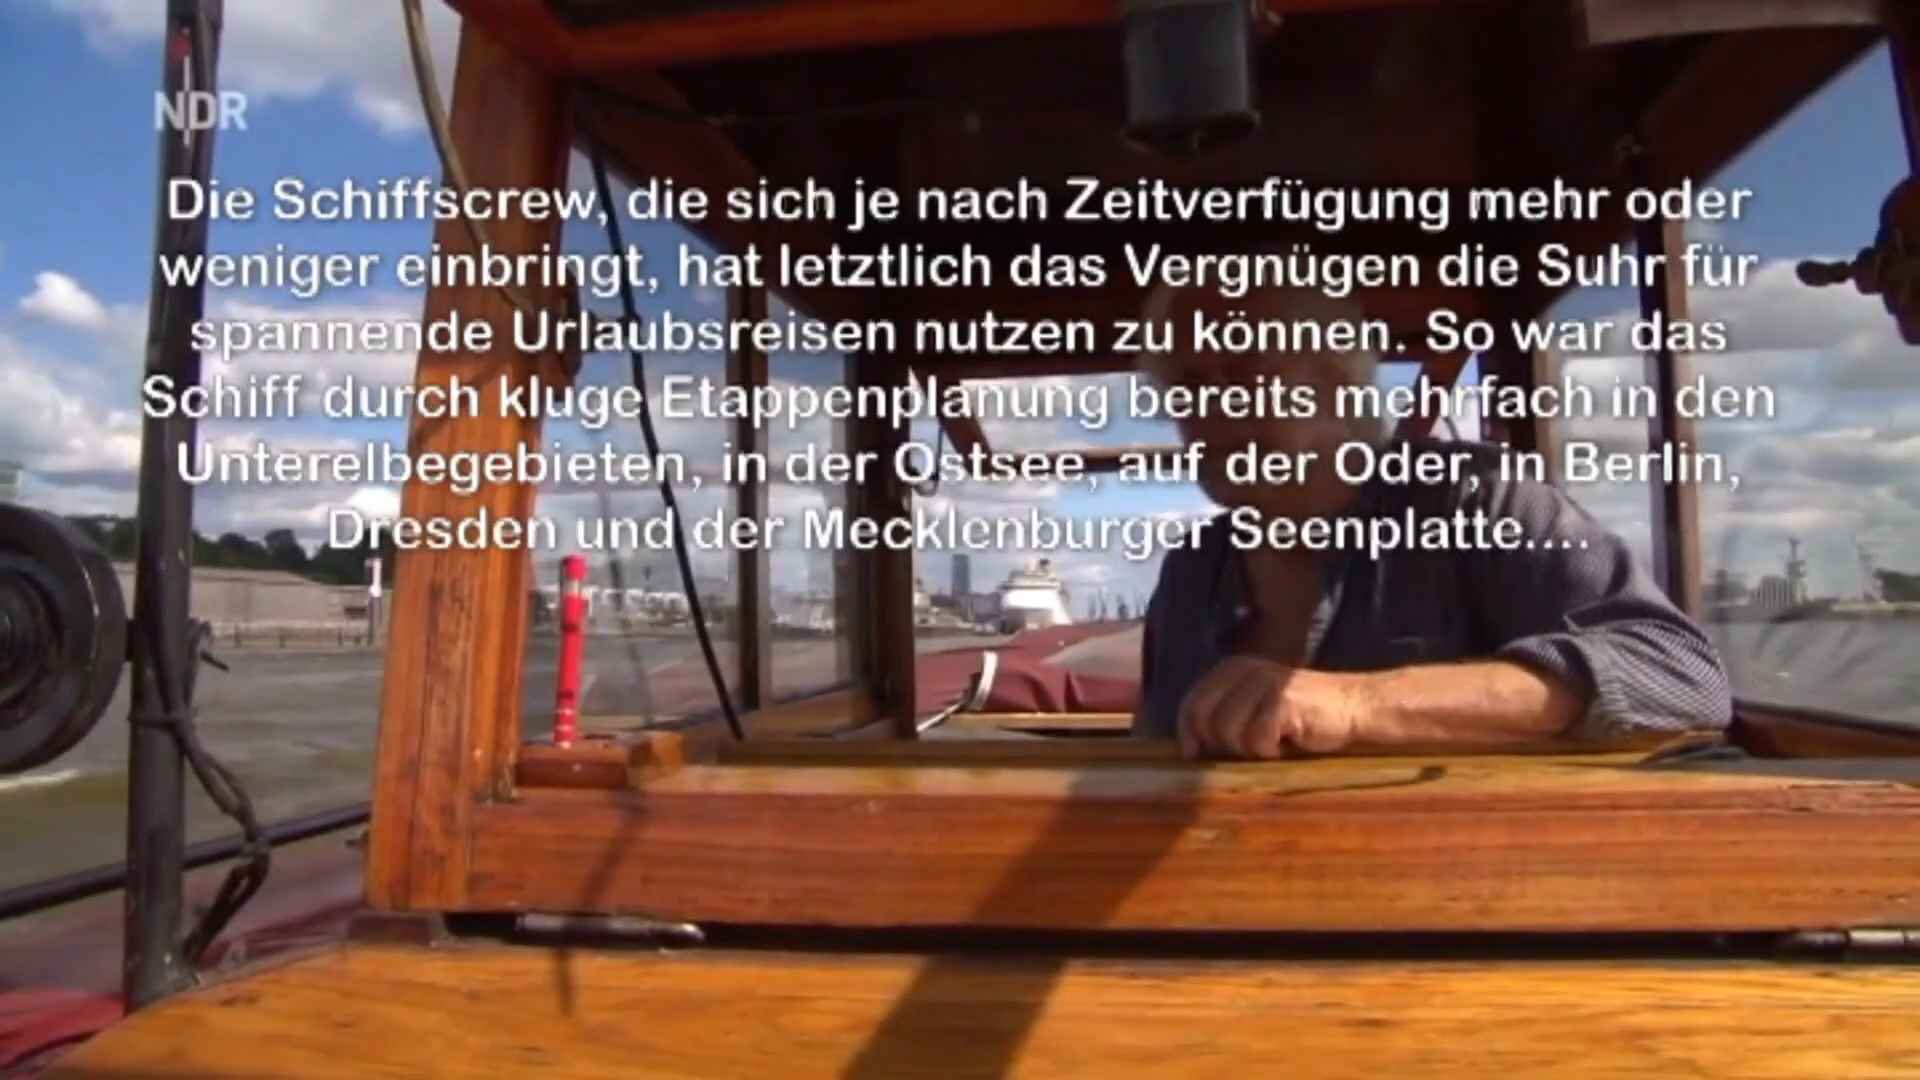 NDR
Die Schiffscrew, die sich je nach Zeitverfügung mehr oder
weniger einbringt, hat letztlich das Vergnügen die Suhr für
spannende Urlaubsreisen nutzen zu können. So war das
Schiff durch kluge Etappenplanung bereits mehrfach in den
Unterelbegebieten, in der Ostsee, auf der Oder, in Berlin,
Dresden und der Mecklenburger Seenplatte....